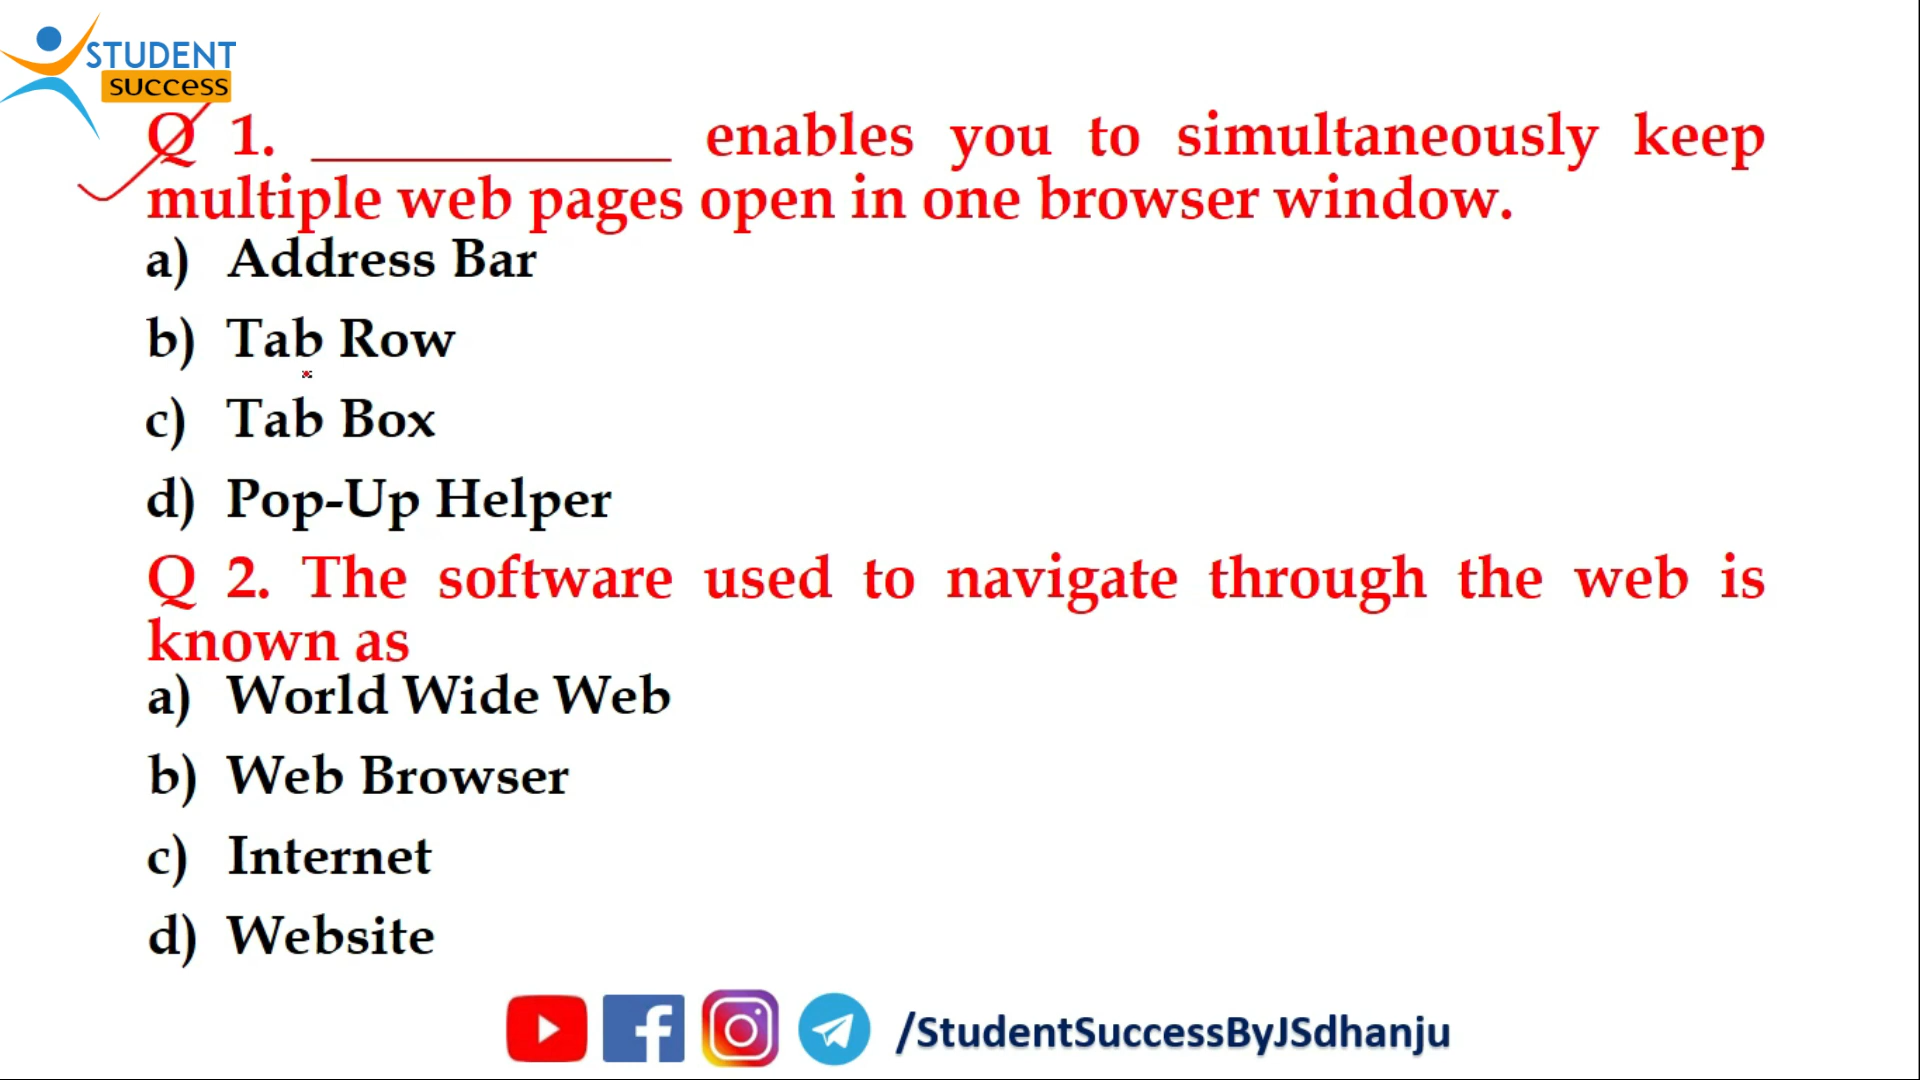 STUDENT
success
Q 1. ____________ enables you to simultaneously keep
multiple web pages open in one browser window.
a) Address Bar
b) Tab Row
c) Tab Box
d) Pop-Up Helper
Q 2. The software used to navigate through the web is
known as
a) World Wide Web
b) Web Browser
c) Internet
d) Website
/StudentSuccessByJSdhanju